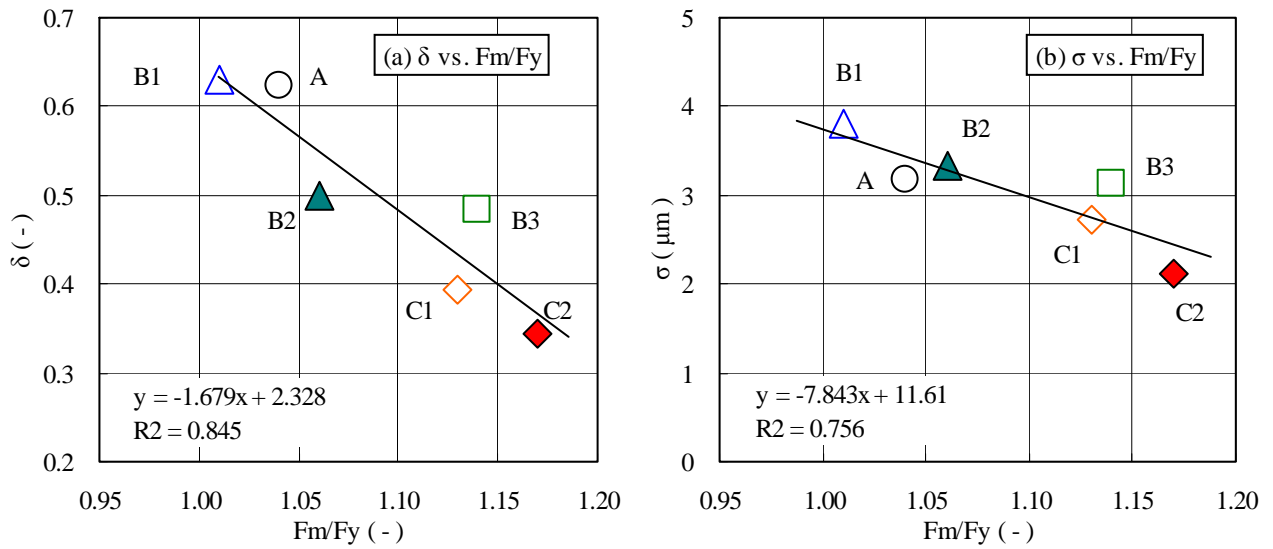 (a) δ vs. Fm/Fy
0.7
0.6
0.5
0.4
0.3
0.2
δ ( - )
B1
A
B2
B3
C1
C2
y = -1.679x + 2.328
R2 = 0.845
0.95
1.00
1.05
1.10
1.15
1.20
Fm/Fy ( - )
(b) σ vs. Fm/Fy
5
4
3
2
1
0
σ ( μm )
B1
B2
A
B3
C1
C2
y = -7.843x + 11.61
R2 = 0.756
0.95
1.00
1.05
1.10
1.15
1.20
Fm/Fy ( - )